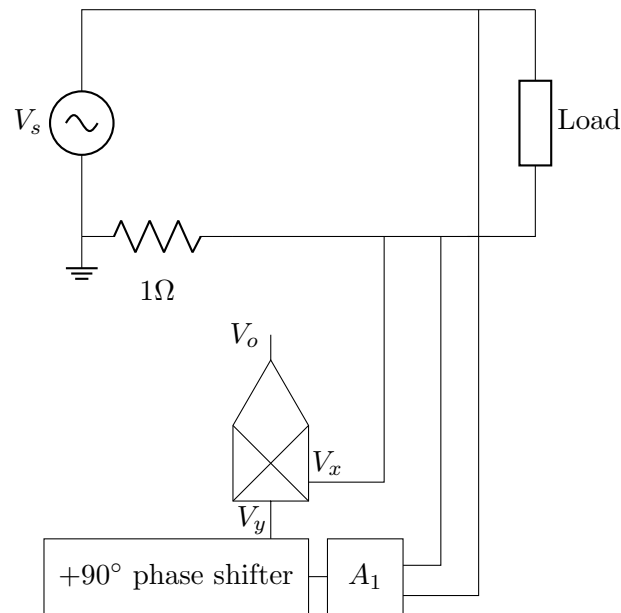 V_s
Load
1Ω
V_o
V_x
V_y
+90° phase shifter
A_1